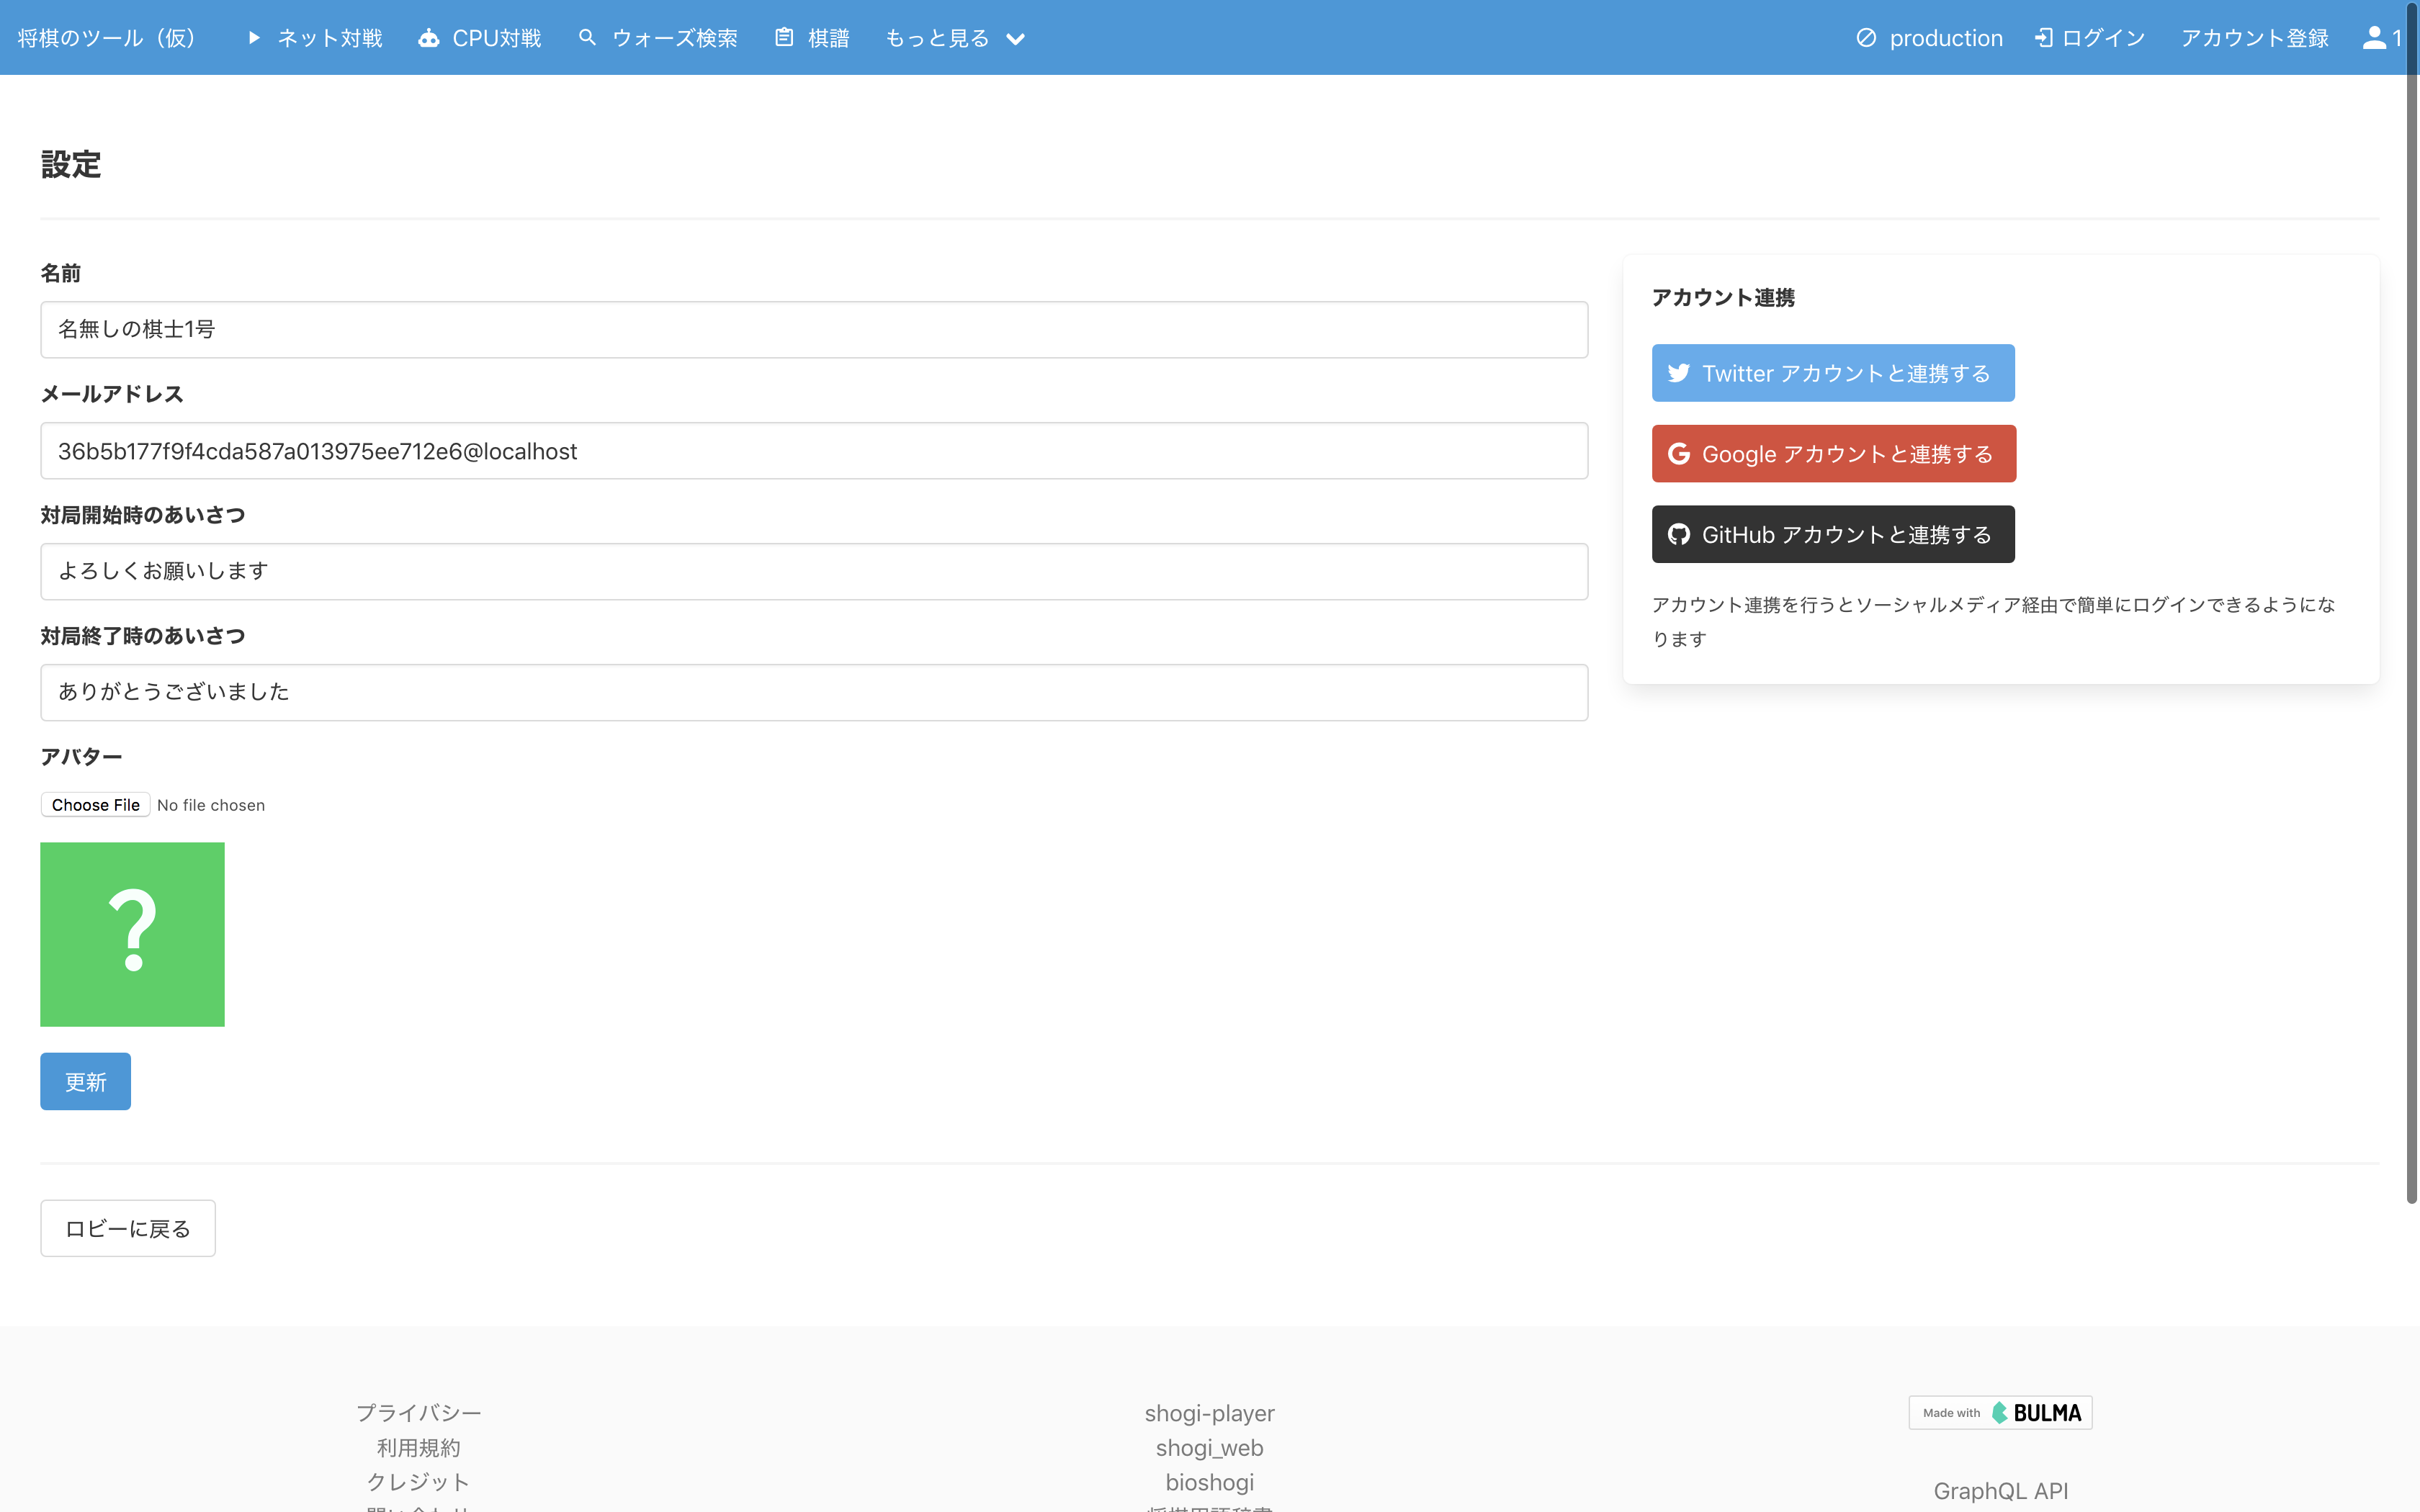 将棋のツール（仮） ネット対戦 CPU対戦 ウォーズ検索 棋譜 もっと見る production ログイン アカウント登録 1
設定
名前
名無しの棋士1号
メールアドレス
36b5b177f9f4cda587a013975ee712e6@localhost
対局開始時のあいさつ
よろしくお願いします
対局終了時のあいさつ
ありがとうございました
アバター
Choose File No file chosen
?
更新
アカウント連携
Twitter アカウントと連携する
Google アカウントと連携する
GitHub アカウントと連携する
アカウント連携を行うとソーシャルメディア経由で簡単にログインできるようにな
ります
ロビーに戻る
プライバシー
利用規約
クレジット
shogi-player
shogi_web
bioshogi
Made with BULMA
GraphQL API